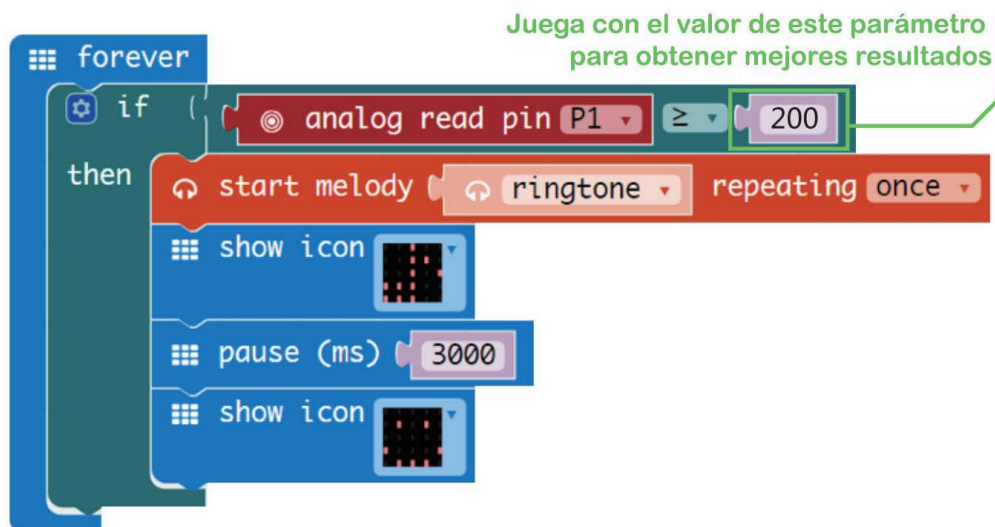 Juega con el valor de este parámetro
para obtener mejores resultados
forever
if analog read pin P1 ≥ 200
then
start melody ringtone repeating once
show icon
pause (ms) 3000
show icon